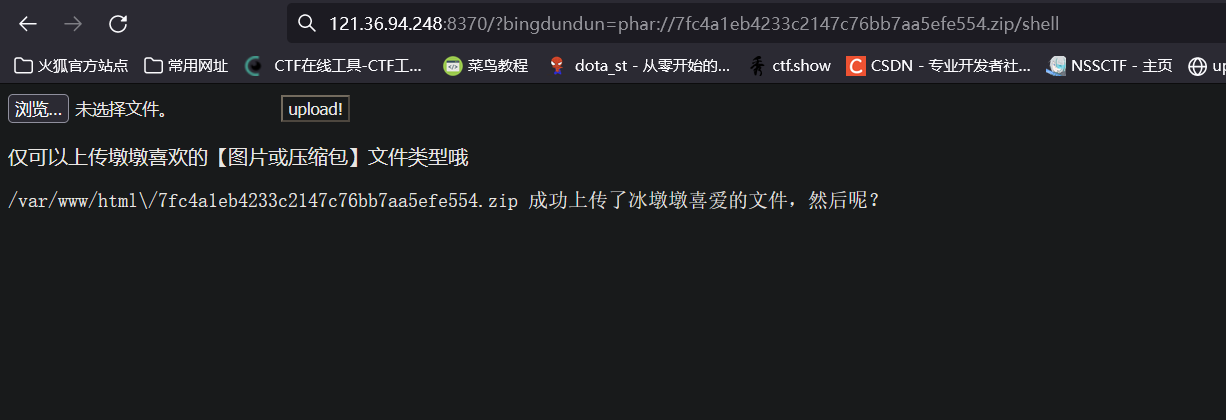 121.36.94.248:8370/?bingdundun=phar://7fc4a1eb4233c2147c76bb7aa5efe554.zip/shell
火狐官方站点 常用网址 CTF在线工具-CTF工... 菜鸟教程 dota_st - 从零开始的... ctf.show CSDN - 专业开发者社... NSSCTF - 主页 up
浏览... 未选择文件。 upload!
仅可以上传墩墩喜欢的【图片或压缩包】文件类型哦
/var/www/html\/7fc4a1eb4233c2147c76bb7aa5efe554.zip 成功上传了冰墩墩喜爱的文件，然后呢？